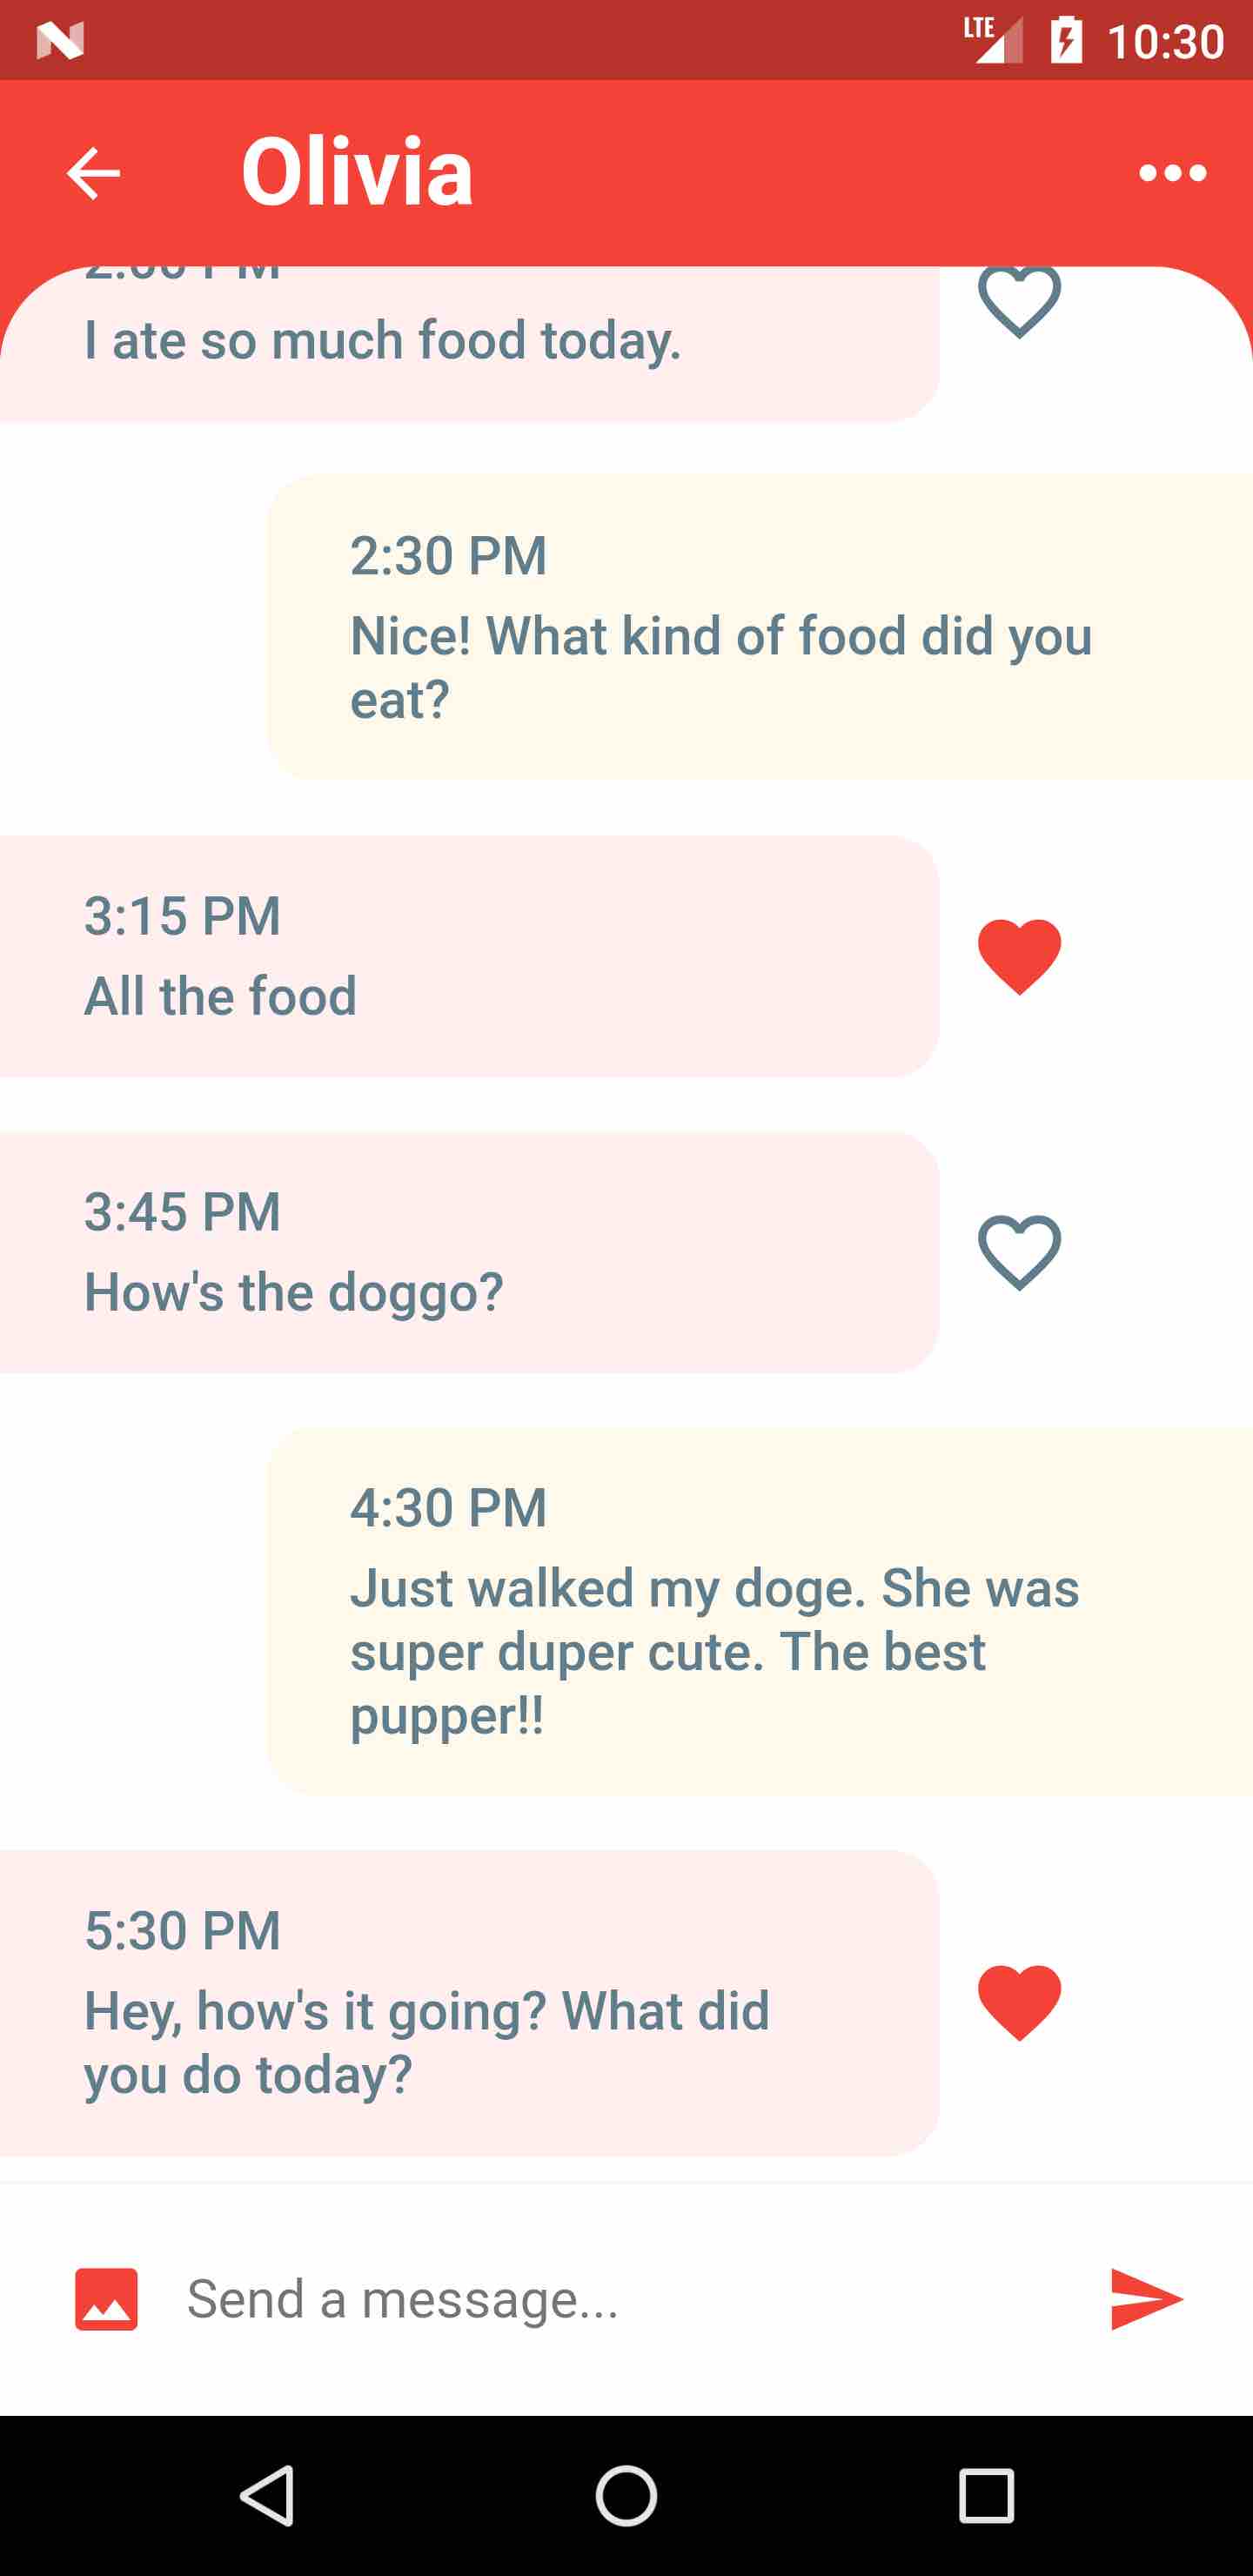 LTE 10:30
Olivia
I ate so much food today.
2:30 PM
Nice! What kind of food did you
eat?
3:15 PM
All the food
3:45 PM
How's the doggo?
4:30 PM
Just walked my doge. She was
super duper cute. The best
pupper!!
5:30 PM
Hey, how's it going? What did
you do today?
Send a message...